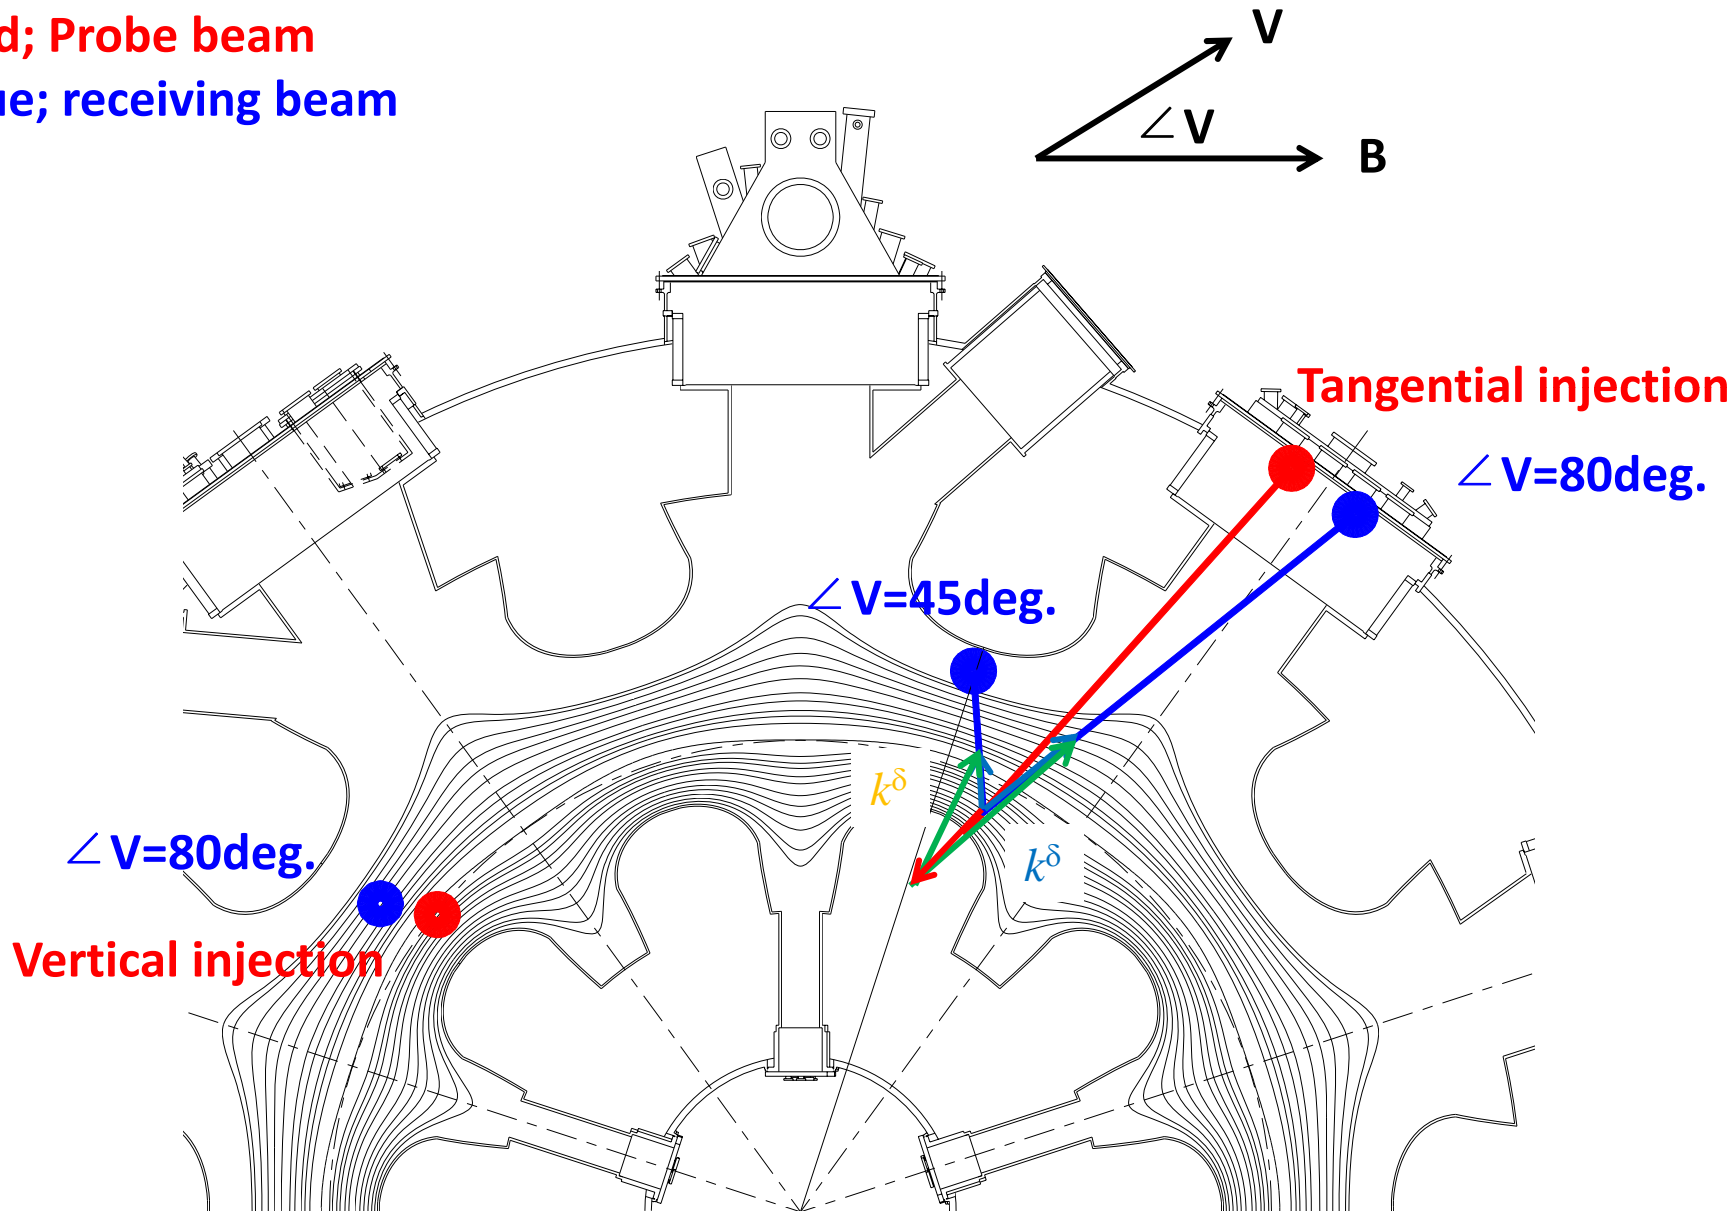 d; Probe beam
ue; receiving beam
V
∠V
B
Tangential injection
∠V=80deg.
∠V=45deg.
kδ
kδ
∠V=80deg.
Vertical injection